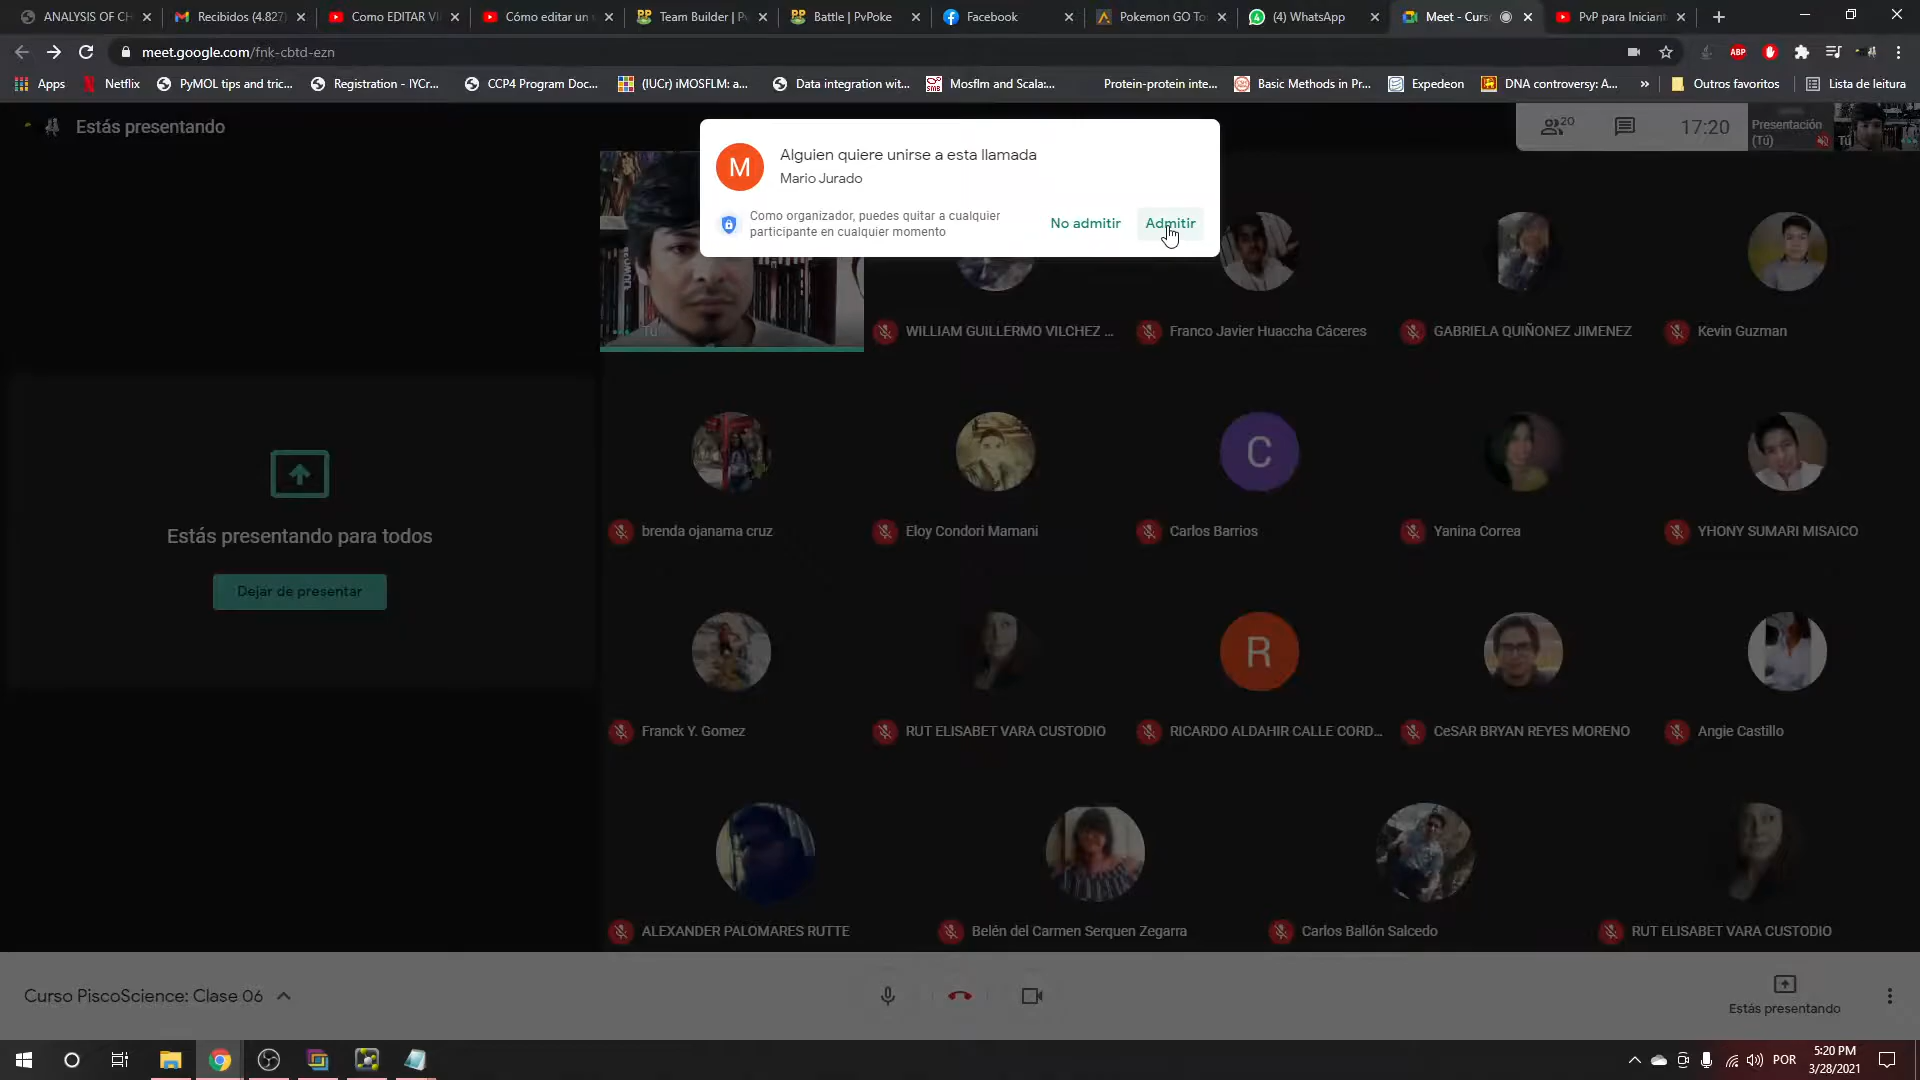 ANALYSIS OF CH
Recibidos (4.827)
Como EDITAR VI
Cómo editar un
Team Builder | P
Battle | PvPoke
Facebook
Pokemon GO To
(4) WhatsApp
Meet - Curs
PvP para Iniciant
meet.google.com/fnk-cbtd-ezn
ABP
Apps
Netflix
PyMOL tips and tric...
Registration - IYCr...
CCP4 Program Doc...
(IUCr) iMOSFLM: a...
Data integration wit...
Mosflm and Scala:...
Protein-protein inte...
Basic Methods in Pr...
Expedeon
DNA controversy: A...
»
Outros favoritos
Lista de leitura
Estás presentando
20
17:20
Presentación
(Tú)
Tú
M
Alguien quiere unirse a esta llamada
Mario Jurado
Como organizador, puedes quitar a cualquier
participante en cualquier momento
No admitir
Admitir
Tú
WILLIAM GUILLERMO VILCHEZ ...
Franco Javier Huaccha Cáceres
GABRIELA QUIÑONEZ JIMENEZ
Kevin Guzman
Estás presentando para todos
Dejar de presentar
C
brenda ojanama cruz
Eloy Condori Mamani
Carlos Barrios
Yanina Correa
YHONY SUMARI MISAICO
R
Franck Y. Gomez
RUT ELISABET VARA CUSTODIO
RICARDO ALDAHIR CALLE CORD...
CeSAR BRYAN REYES MORENO
Angie Castillo
ALEXANDER PALOMARES RUTTE
Belén del Carmen Serquen Zegarra
Carlos Ballón Salcedo
RUT ELISABET VARA CUSTODIO
Curso PiscoScience: Clase 06
Estás presentando
POR
5:20 PM
3/28/2021